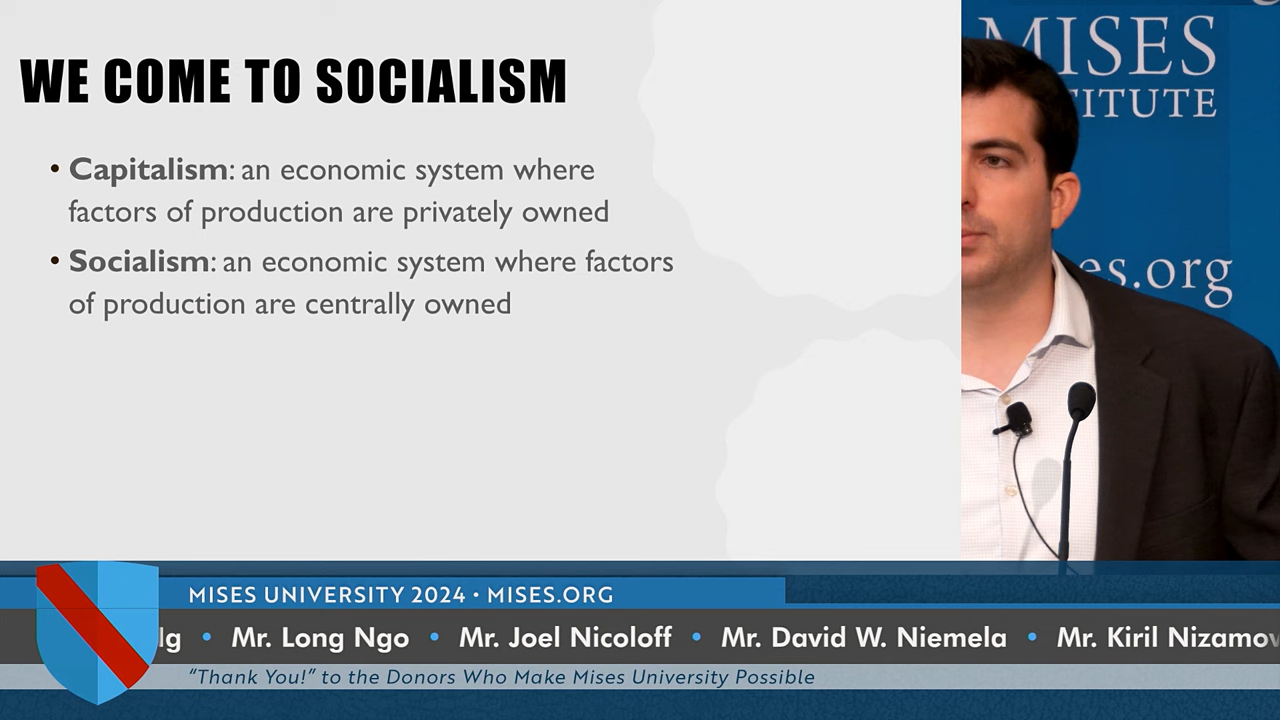 WE COME TO SOCIALISM
• Capitalism: an economic system where
factors of production are privately owned
• Socialism: an economic system where factors
of production are centrally owned
MISES
es.org
MISES UNIVERSITY 2024 • MISES.ORG
• Mr. Long Ngo • Mr. Joel Nicoloff • Mr. David W. Niemela • Mr. Kiril
“Thank You!” to the Donors Who Make Mises University Possible